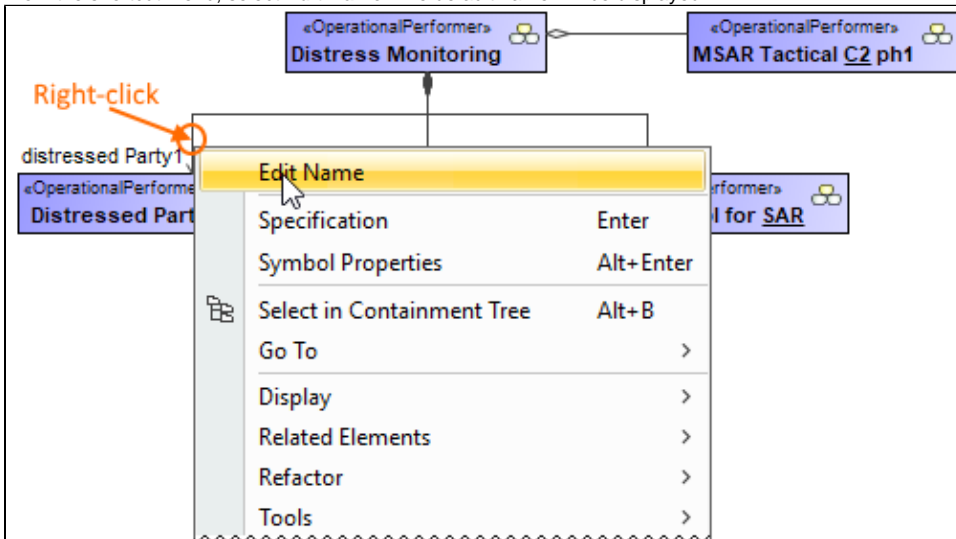 «OperationalPerformer»
Distress Monitoring
«OperationalPerformer»
MSAR Tactical C2 ph1
Right-click
distressed Party1
«OperationalPerforme
Distressed Part
rformer»
l for SAR
Edit Name
Specification Enter
Symbol Properties Alt+Enter
Select in Containment Tree Alt+B
Go To
Display
Related Elements
Refactor
Tools